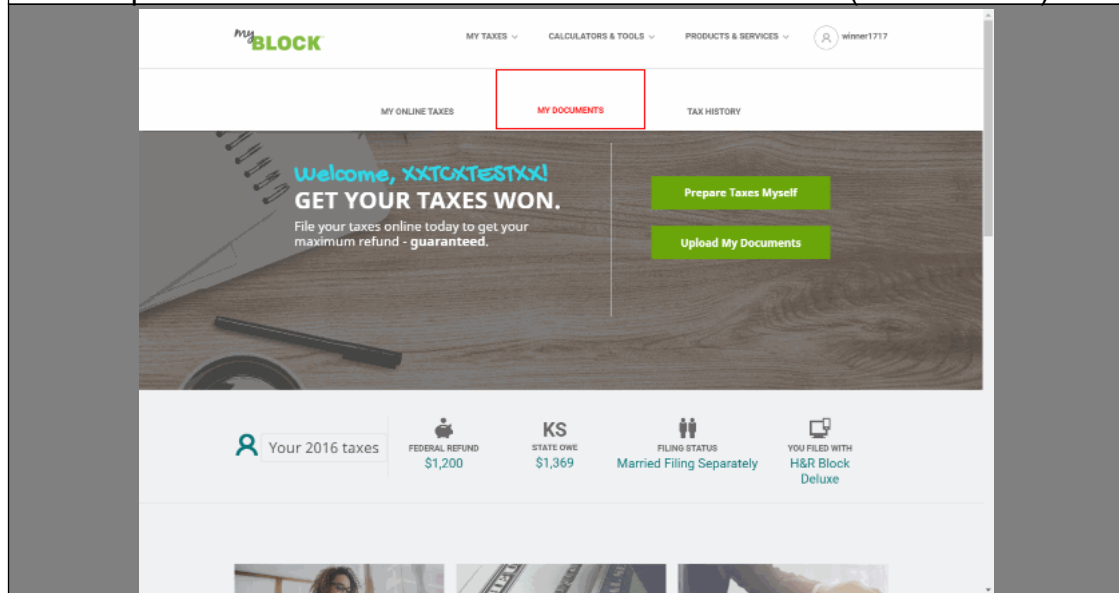 my BLOCK
MY TAXES CALCULATORS & TOOLS PRODUCTS & SERVICES winner1717
MY ONLINE TAXES MY DOCUMENTS TAX HISTORY
Welcome, XXTCXTESTXX!
GET YOUR TAXES WON.
File your taxes online today to get your
maximum refund - guaranteed.
Prepare Taxes Myself
Upload My Documents
Your 2016 taxes
FEDERAL REFUND
$1,200
KS
STATE OWE
$1,369
FILING STATUS
Married Filing Separately
YOU FILED WITH
H&R Block
Deluxe